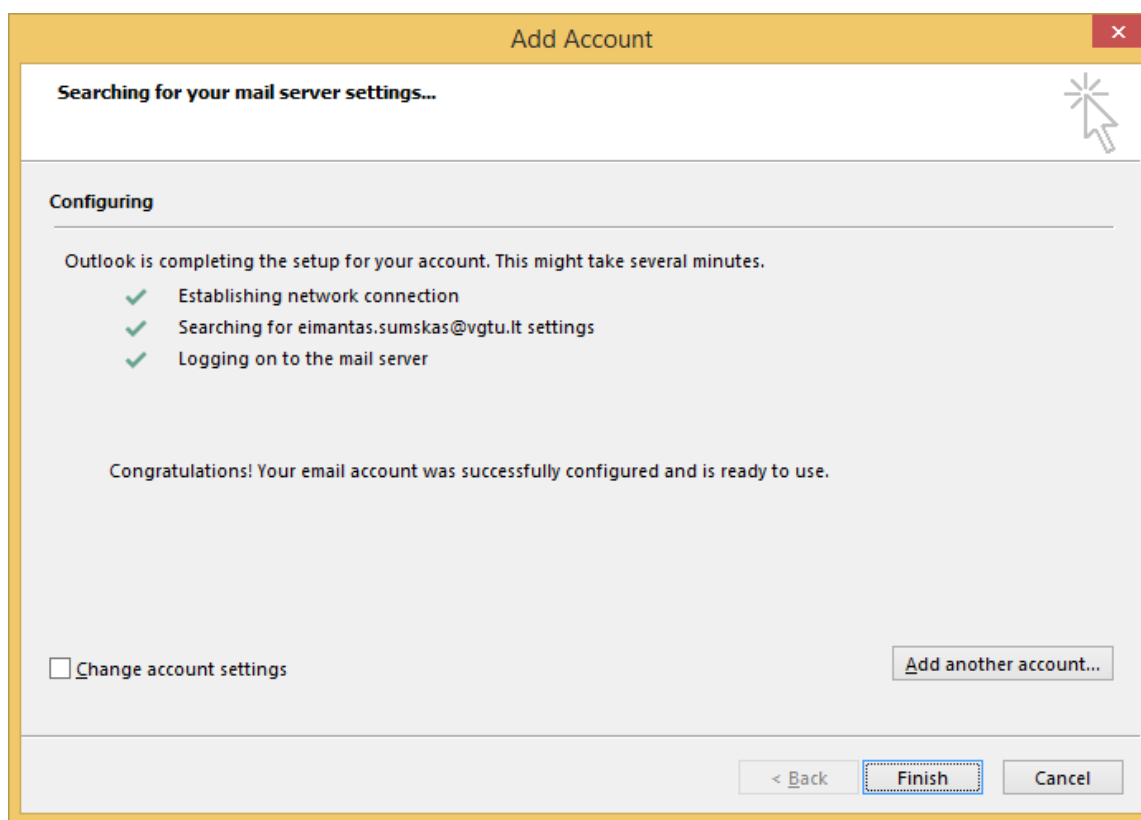 Add Account
Searching for your mail server settings...
Configuring
Outlook is completing the setup for your account. This might take several minutes.
Establishing network connection
Searching for eimantas.sumskas@vgtu.lt settings
Logging on to the mail server
Congratulations! Your email account was successfully configured and is ready to use.
Change account settings
Add another account...
< Back
Finish
Cancel